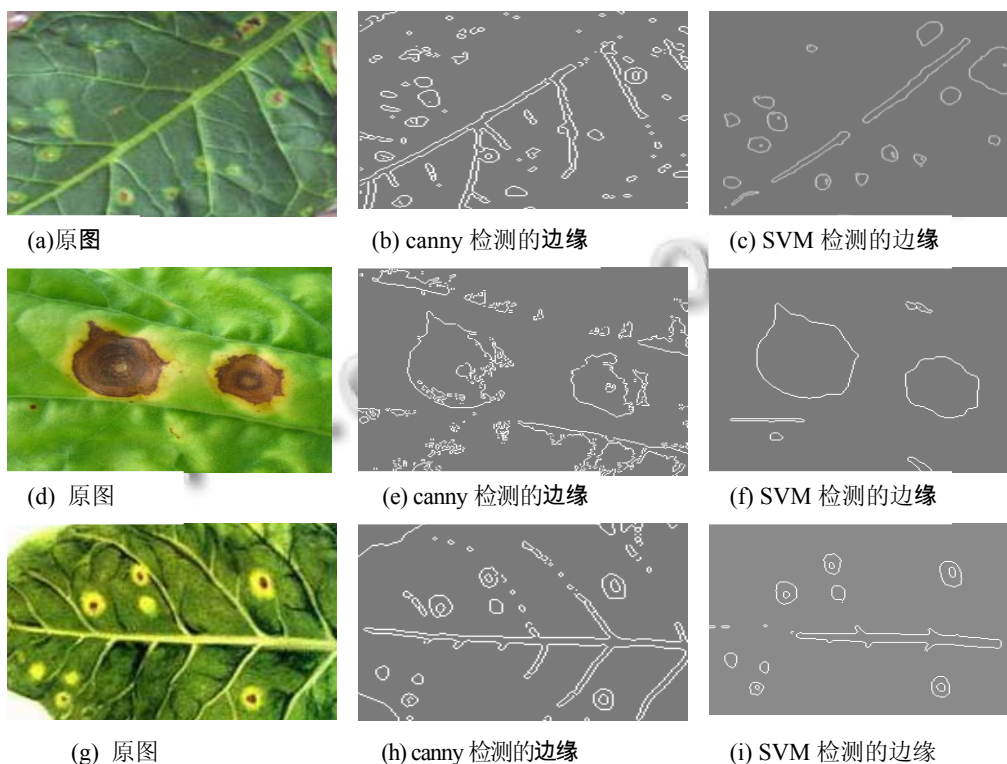 (a)原图 (b) canny 检测的边缘 (c) SVM 检测的边缘
(d) 原图 (e) canny 检测的边缘 (f) SVM 检测的边缘
(g) 原图 (h) canny 检测的边缘 (i) SVM 检测的边缘